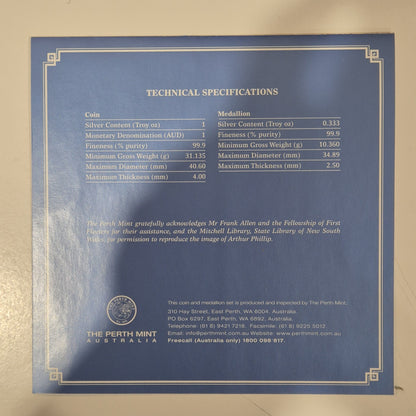 TECHNICAL SPECIFICATIONS
Coin
Silver Content (Troy oz) 1
Monetary Denomination (AUD) 1
Fineness (% purity) 99.9
Minimum Gross Weight (g) 31.135
Maximum Diameter (mm) 40.60
Maximum Thickness (mm) 4.00
Medallion
Silver Content (Troy oz) 0.333
Fineness (% purity) 99.9
Minimum Gross Weight (g) 10.360
Maximum Diameter (mm) 34.89
Maximum Thickness (mm) 2.50
The Perth Mint gratefully acknowledges Mr Frank Allen and the Fellowship of First
Fleeters for their assistance, and the Mitchell Library, State Library of New South
Wales for permission to reproduce the image of Arthur Phillip.
THE PERTH MINT
AUSTRALIA
This coin and medallion set is produced and inspected by The Perth Mint.
310 Hay Street, East Perth, WA 6004, Australia.
PO Box 6297, East Perth, WA 6892, Australia.
Telephone: (61 8) 9421 7218. Facsimile: (61 8) 9225 5012.
Email: info@perthmint.com.au www.perthmint.com.au
Freecall (Australia only) 1800 098 817.